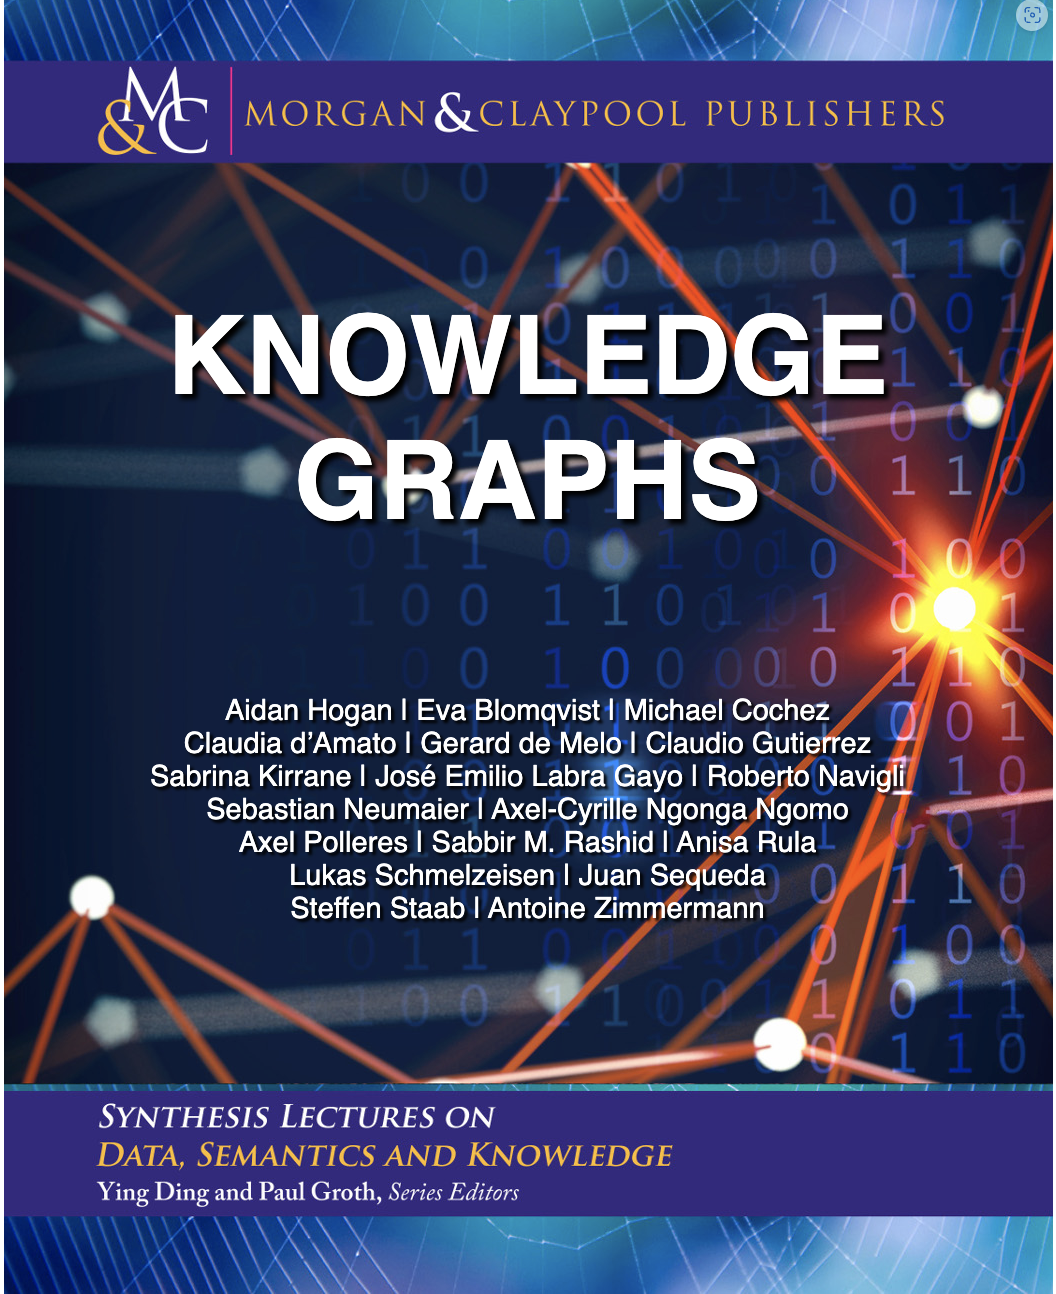 M&C
MORGAN & CLAYPOOL PUBLISHERS
KNOWLEDGE
GRAPHS
Aidan Hogan | Eva Blomqvist | Michael Cochez
Claudia d'Amato | Gerard de Melo | Claudio Gutierrez
Sabrina Kirrane | José Emilio Labra Gayo | Roberto Navigli
Sebastian Neumaier | Axel-Cyrille Ngonga Ngomo
Axel Polleres | Sabbir M. Rashid | Anisa Rula
Lukas Schmelzeisen | Juan Sequeda
Steffen Staab | Antoine Zimmermann
SYNTHESIS LECTURES ON
DATA, SEMANTICS AND KNOWLEDGE
Ying Ding and Paul Groth, Series Editors